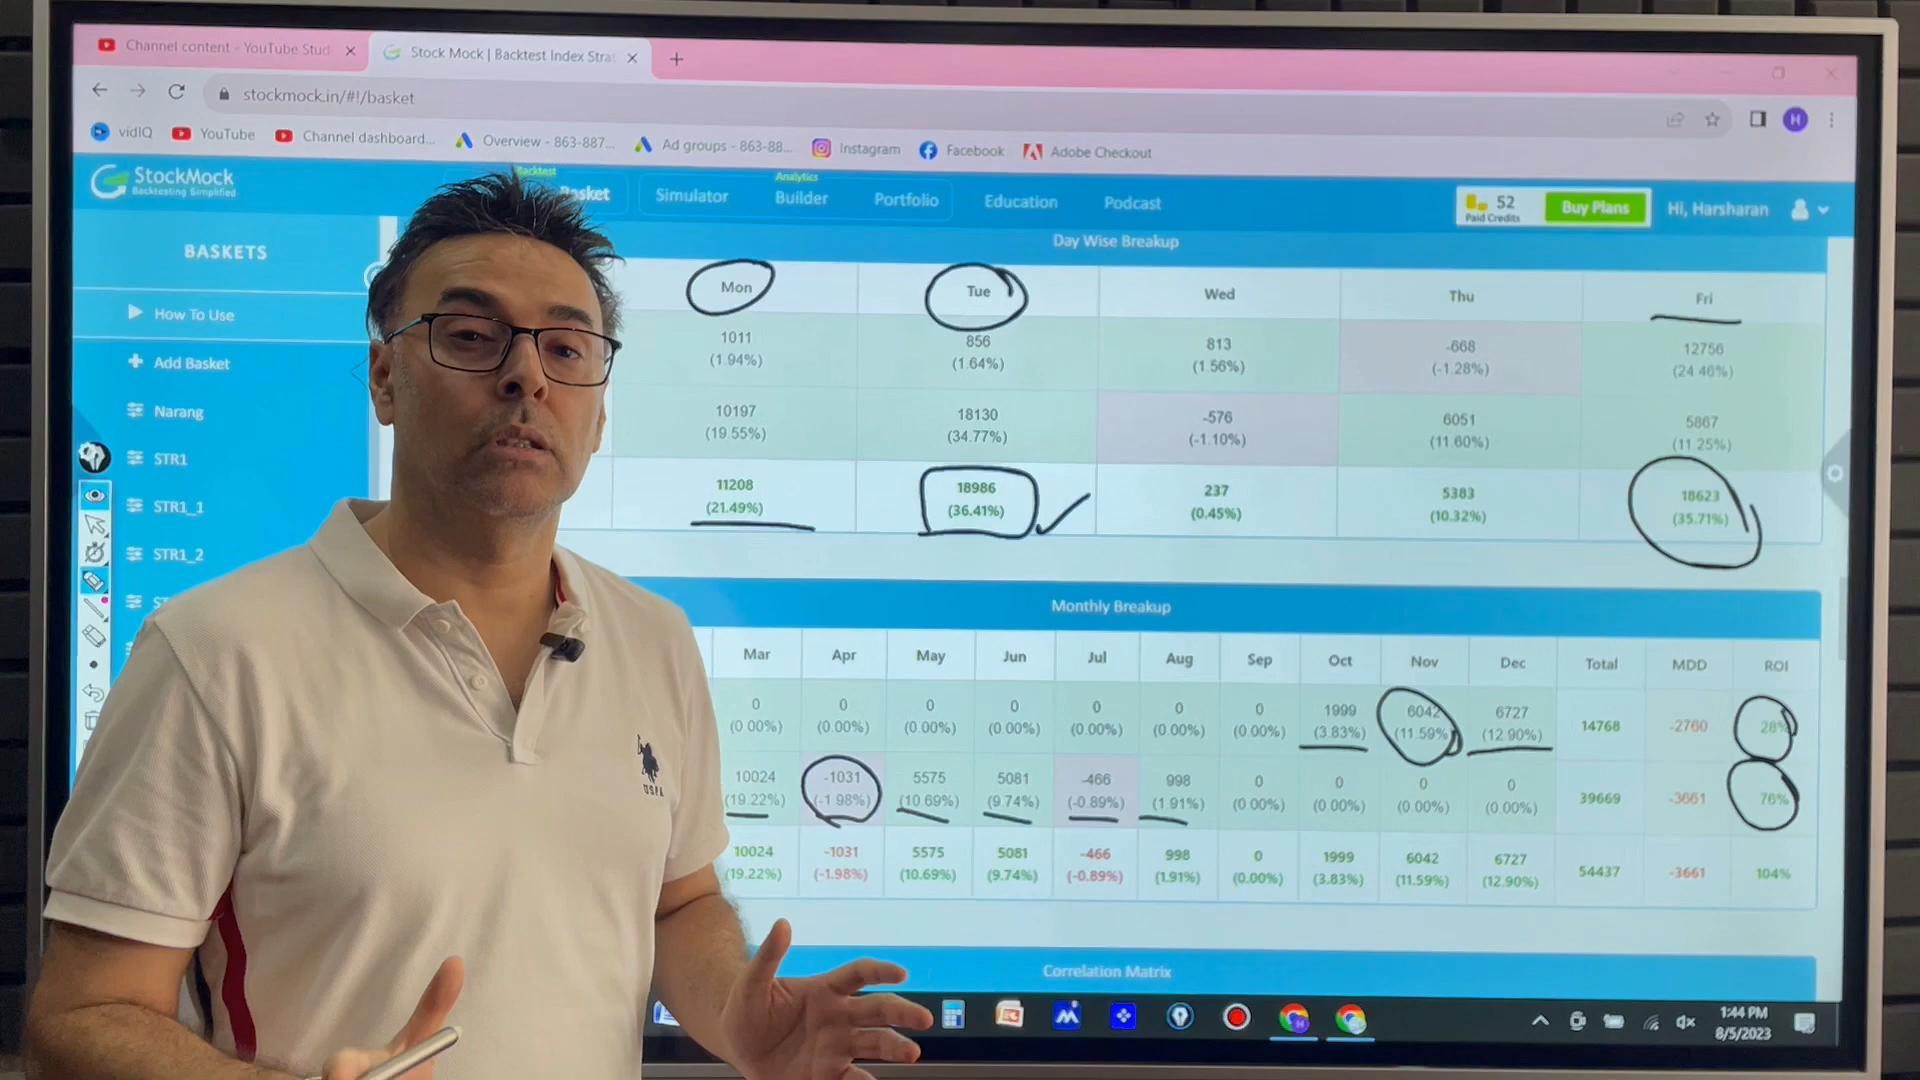 Channel content - YouTube Stud
Stock Mock | Backtest Index Stra
stockmock.in/#!/basket
vidIQ
YouTube
Channel dashboard...
Overview - 863-887...
Ad groups - 863-88...
Instagram
Facebook
Adobe Checkout
StockMock
Backtesting Simplified
Backtest
Basket
Simulator
Analytics
Builder
Portfolio
Education
Podcast
52
Paid Credits
Buy Plans
Hi, Harsharan
BASKETS
How To Use
Add Basket
Narang
STR1
STR1_1
STR1_2
Day Wise Breakup
Mon Tue Wed Thu Fri
1011 856 813 -668 12756
(1.94%) (1.64%) (1.56%) (-1.28%) (24.46%)
10197 18130 -576 6051 5867
(19.55%) (34.77%) (-1.10%) (11.60%) (11.25%)
11208 18986 237 5383 18623
(21.49%) (36.41%) (0.45%) (10.32%) (35.71%)
Monthly Breakup
Mar Apr May Jun Jul Aug Sep Oct Nov Dec Total MDD ROI
0 0 0 0 0 0 0 1999 6042 6727 14768 -2760 28%
(0.00%) (0.00%) (0.00%) (0.00%) (0.00%) (0.00%) (0.00%) (3.83%) (11.59%) (12.90%)
10024 -1031 5575 5081 -466 998 0 0 0 0 39669 -3661 76%
(19.22%) (-1.98%) (10.69%) (9.74%) (-0.89%) (1.91%) (0.00%) (0.00%) (0.00%) (0.00%)
10024 -1031 5575 5081 -466 998 0 1999 6042 6727 54437 -3661 104%
(19.22%) (-1.98%) (10.69%) (9.74%) (-0.89%) (1.91%) (0.00%) (3.83%) (11.59%) (12.90%)
Correlation Matrix
1:44 PM
8/5/2023
U.S.P.A.